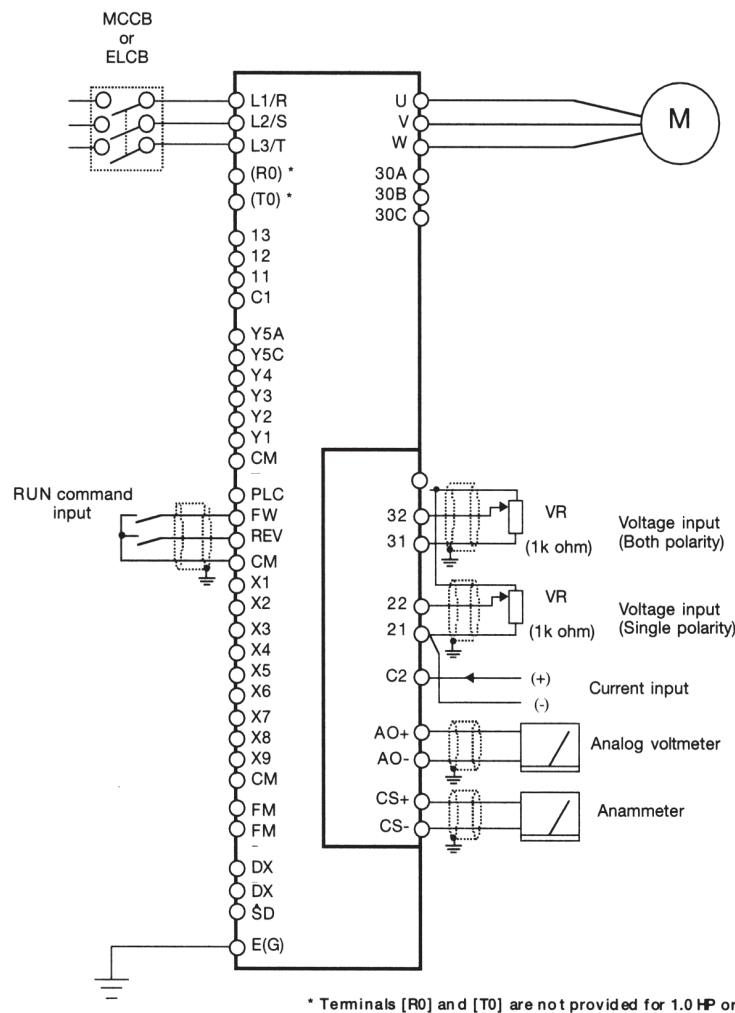 MCCB
or
ELCB
L1/R
L2/S
L3/T
(R0) *
(T0) *
13
12
11
C1
Y5A
Y5C
Y4
Y3
Y2
Y1
CM
RUN command
input
PLC
FW
REV
CM
X1
X2
X3
X4
X5
X6
X7
X8
X9
CM
FM
FM
DX
DX
SD
E(G)
U
V
W
M
30A
30B
30C
32
31
VR
(1k ohm)
Voltage input
(Both polarity)
22
21
VR
(1k ohm)
Voltage input
(Single polarity)
C2
(+)
(-)
Current input
AO+
AO-
Analog voltmeter
CS+
CS-
Anammeter
* Terminals [R0] and [T0] are not provided for 1.0 HP or